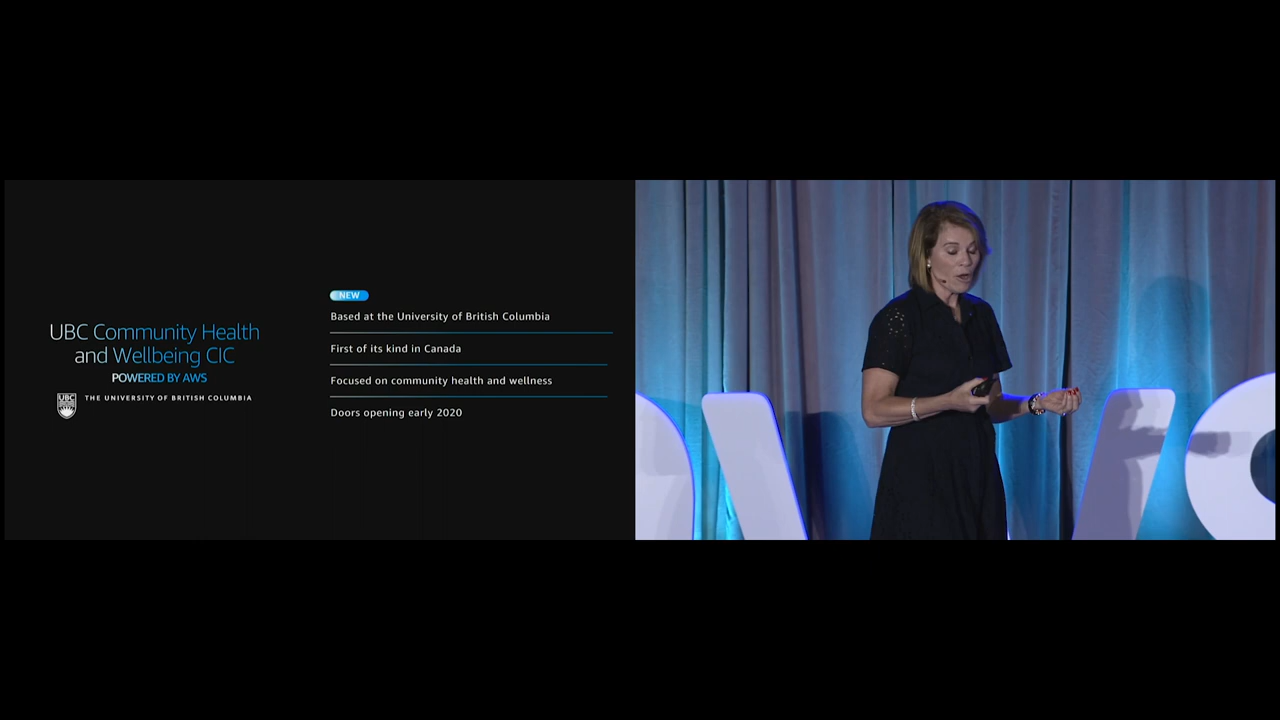 UBC Community Health
and Wellbeing CIC
POWERED BY AWS
UBC
THE UNIVERSITY OF BRITISH COLUMBIA
NEW
Based at the University of British Columbia
First of its kind in Canada
Focused on community health and wellness
Doors opening early 2020
aws